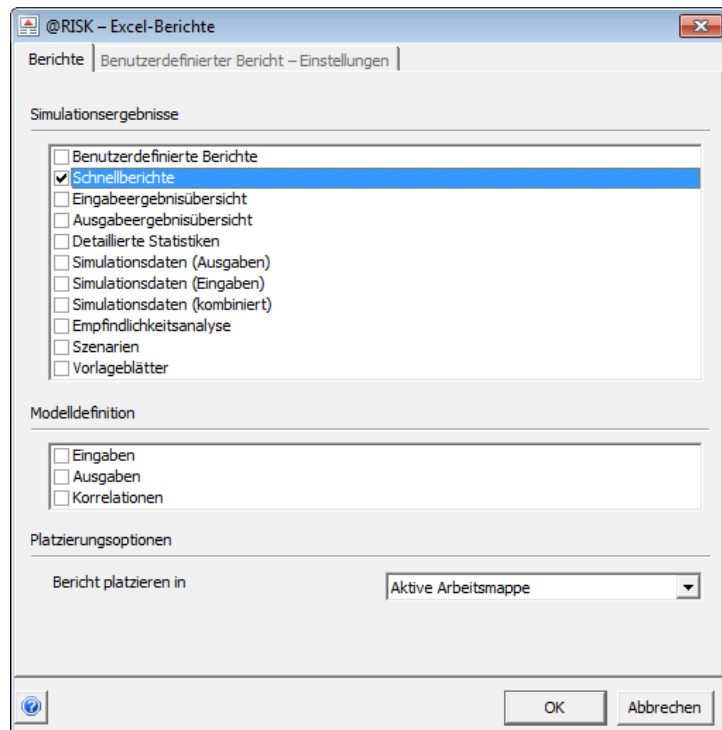 @RISK – Excel-Berichte
Berichte
Benutzerdefinierter Bericht – Einstellungen
Simulationsergebnisse
Benutzerdefinierte Berichte
Schnellberichte
Eingabeergebnisübersicht
Ausgabeergebnisübersicht
Detaillierte Statistiken
Simulationsdaten (Ausgaben)
Simulationsdaten (Eingaben)
Simulationsdaten (kombiniert)
Empfindlichkeitsanalyse
Szenarien
Vorlageblätter
Modelldefinition
Eingaben
Ausgaben
Korrelationen
Platzierungsoptionen
Bericht platzieren in
Aktive Arbeitsmappe
?
OK
Abbrechen